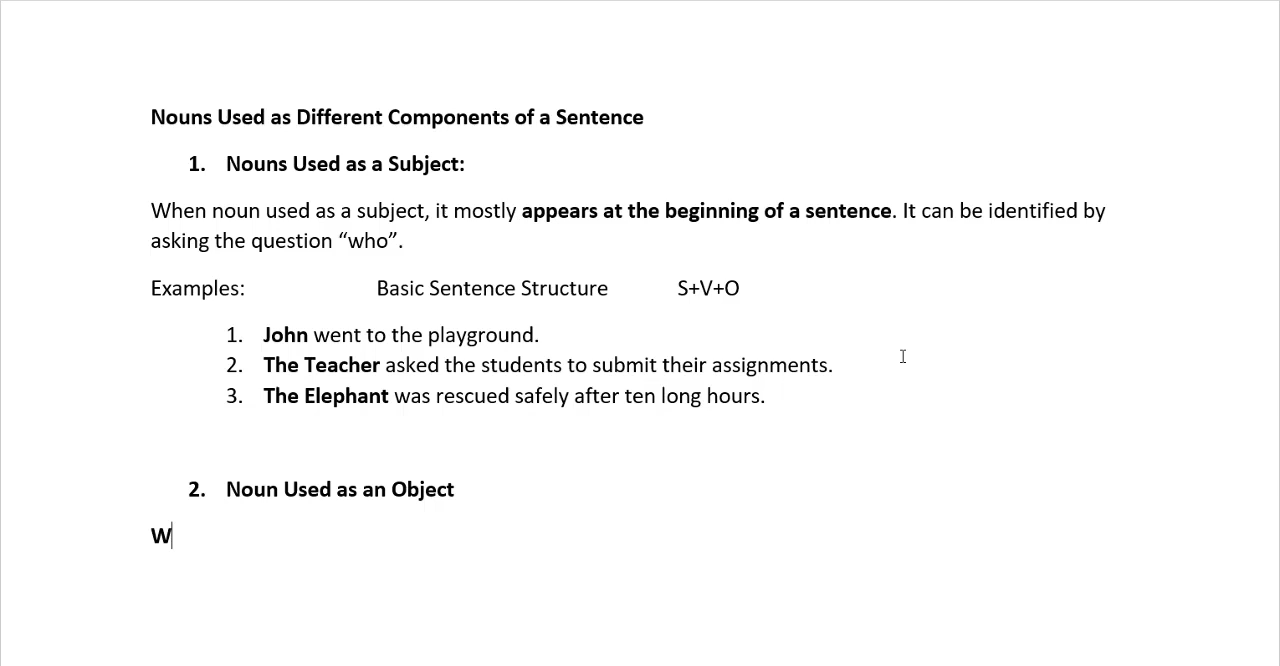 Nouns Used as Different Components of a Sentence
1. Nouns Used as a Subject:
When noun used as a subject, it mostly appears at the beginning of a sentence. It can be identified by
asking the question “who”.
Examples: Basic Sentence Structure S+V+O
1. John went to the playground.
2. The Teacher asked the students to submit their assignments.
3. The Elephant was rescued safely after ten long hours.
2. Noun Used as an Object
W